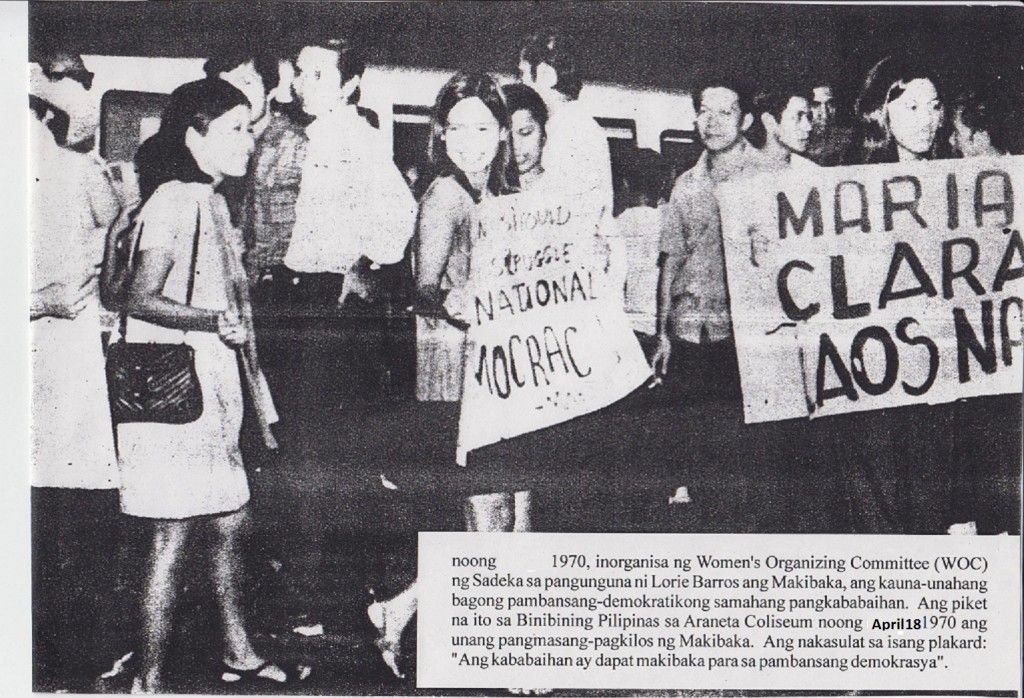 SHOULD
STRUGGLE
NATIONAL
MOCRAC
MARIA
CLARA
AOS NA
noong 1970, inorganisa ng Women's Organizing Committee (WOC)
ng Sadeka sa pangunguna ni Lorie Barros ang Makibaka, ang kauna-unahang
bagong pambansang-demokratikong samahang pangkababaihan. Ang piket
na ito sa Binibining Pilipinas sa Araneta Coliseum noong April18 1970 ang
unang pangmasang-pagkilos ng Makibaka. Ang nakasulat sa isang plakard:
"Ang kababaihan ay dapat makibaka para sa pambansang demokrasya".